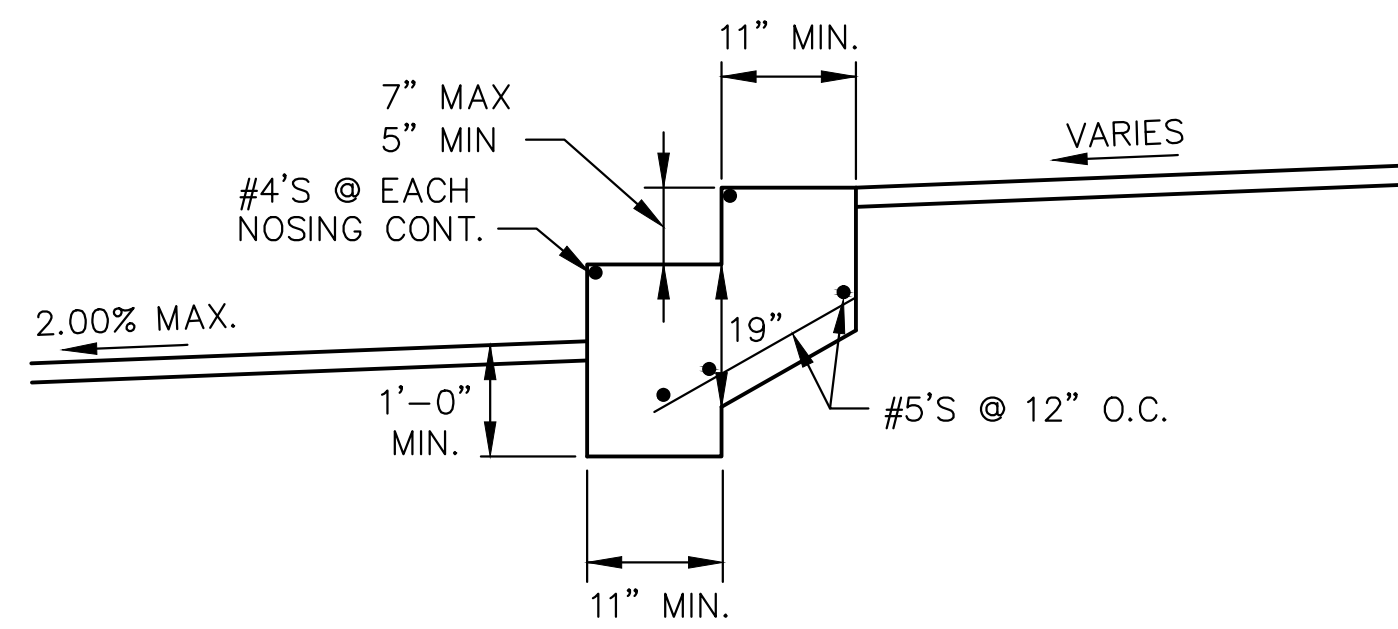 11” MIN.
7” MAX
5” MIN
VARIES
#4’S @ EACH
NOSING CONT.
2.00% MAX.
19”
1’–0”
MIN.
#5’S @ 12” O.C.
11” MIN.